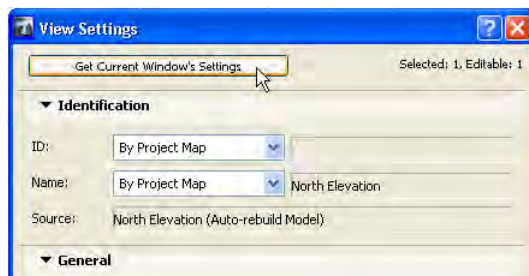 View Settings
Get Current Window's Settings
Selected: 1, Editable: 1
Identification
ID: By Project Map
Name: By Project Map North Elevation
Source: North Elevation (Auto-rebuild Model)
General